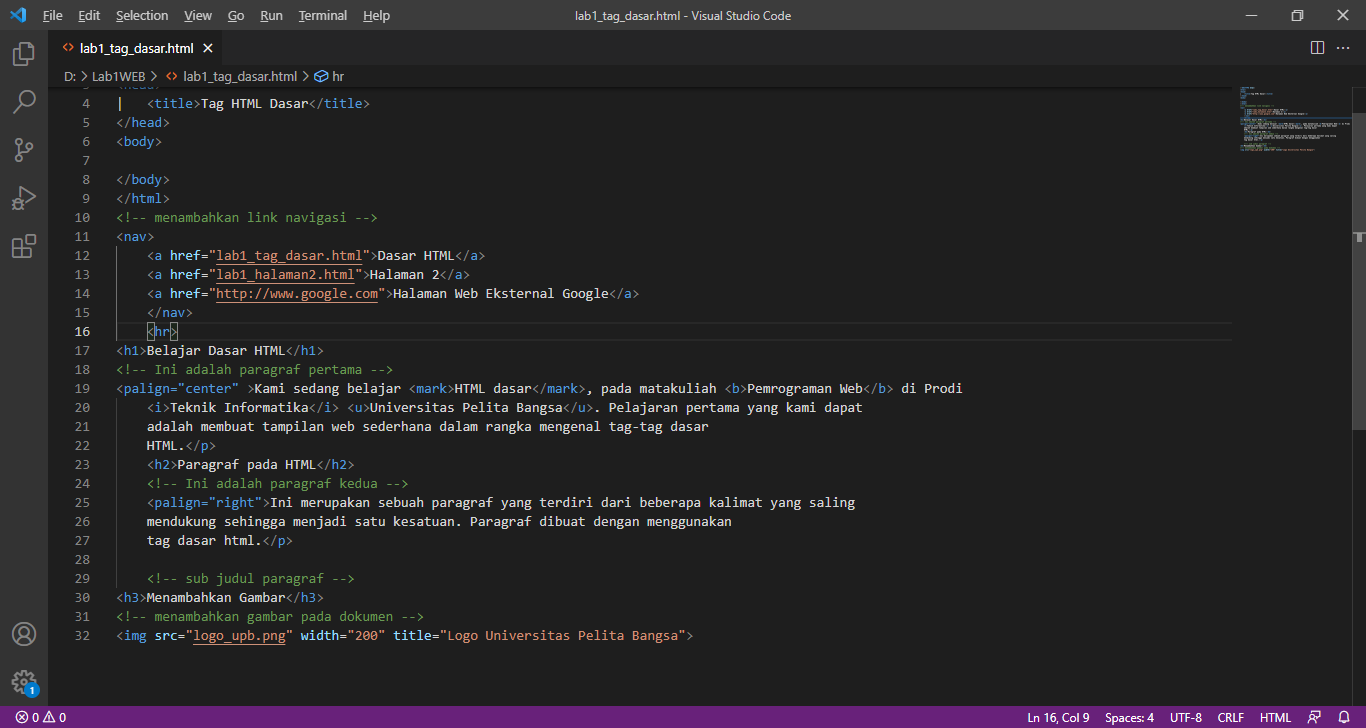 File Edit Selection View Go Run Terminal Help lab1_tag_dasar.html - Visual Studio Code
<> lab1_tag_dasar.html ×
D: > Lab1WEB > <> lab1_tag_dasar.html > hr
3 <head>
4 <title>Tag HTML Dasar</title>
5 </head>
6 <body>
7
8 </body>
9 </html>
10 <!-- menambahkan link navigasi -->
11 <nav>
12 <a href="lab1_tag_dasar.html">Dasar HTML</a>
13 <a href="lab1_halaman2.html">Halaman 2</a>
14 <a href="http://www.google.com">Halaman Web Eksternal Google</a>
15 </nav>
16 <hr>
17 <h1>Belajar Dasar HTML</h1>
18 <!-- Ini adalah paragraf pertama -->
19 <palign="center" >Kami sedang belajar <mark>HTML dasar</mark>, pada matakuliah <b>Pemrograman Web</b> di Prodi
20 <i>Teknik Informatika</i> <u>Universitas Pelita Bangsa</u>. Pelajaran pertama yang kami dapat
21 adalah membuat tampilan web sederhana dalam rangka mengenal tag-tag dasar
22 HTML.</p>
23 <h2>Paragraf pada HTML</h2>
24 <!-- Ini adalah paragraf kedua -->
25 <palign="right">Ini merupakan sebuah paragraf yang terdiri dari beberapa kalimat yang saling
26 mendukung sehingga menjadi satu kesatuan. Paragraf dibuat dengan menggunakan
27 tag dasar html.</p>
28
29 <!-- sub judul paragraf -->
30 <h3>Menambahkan Gambar</h3>
31 <!-- menambahkan gambar pada dokumen -->
32 <img src="logo_upb.png" width="200" title="Logo Universitas Pelita Bangsa">
1
0 0 Ln 16, Col 9 Spaces: 4 UTF-8 CRLF HTML